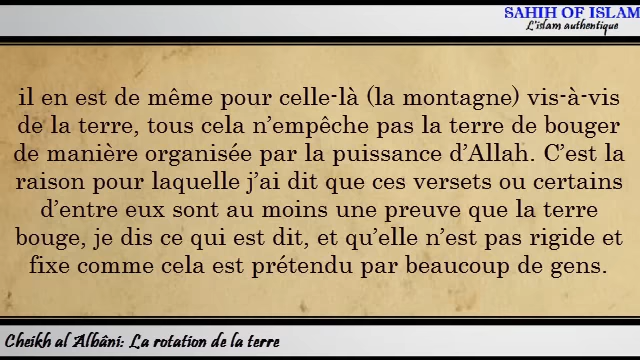 SAHIH OF ISLAM
L'islam authentique
il en est de même pour celle-là (la montagne) vis-à-vis
de la terre, tous cela n'empêche pas la terre de bouger
de manière organisée par la puissance d'Allah. C'est la
raison pour laquelle j'ai dit que ces versets ou certains
d'entre eux sont au moins une preuve que la terre
bouge, je dis ce qui est dit, et qu'elle n'est pas rigide et
fixe comme cela est prétendu par beaucoup de gens.
Cheikh al Albâni: La rotation de la terre